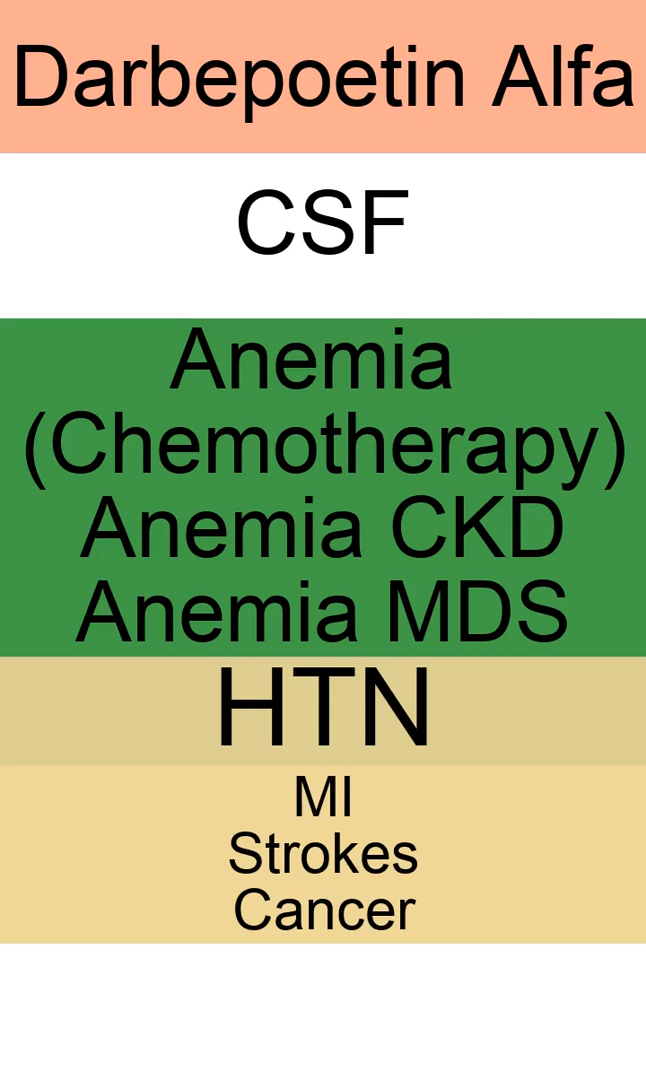 Darbepoetin Alfa
CSF
Anemia
(Chemotherapy)
Anemia CKD
Anemia MDS
HTN
MI
Strokes
Cancer